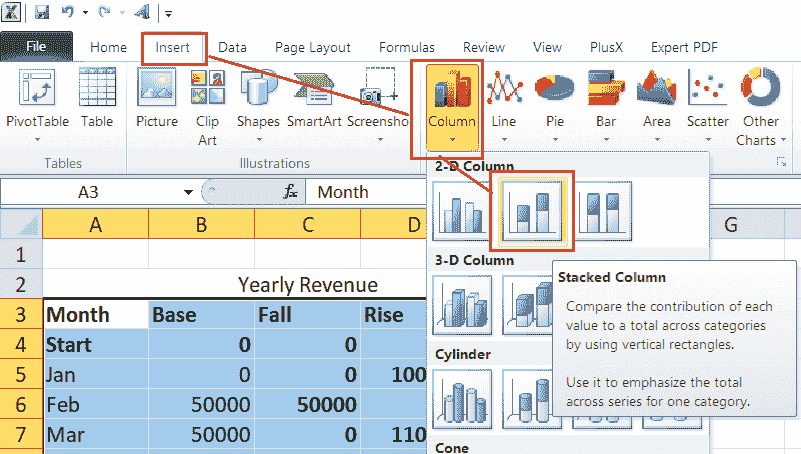 File Home Insert Data Page Layout Formulas Review View PlusX Expert PDF
PivotTable Table Picture Clip Art Shapes SmartArt Screenshot Column Line Pie Bar Area Scatter Other Charts
Tables Illustrations
2-D Column
A3 fx Month
A B C D G
3-D Column
1
Stacked Column
2 Yearly Revenue
Compare the contribution of each
value to a total across categories
by using vertical rectangles.
Use it to emphasize the total
across series for one category.
3 Month Base Fall Rise
4 Start 0 0
Cylinder
5 Jan 0 0 100
6 Feb 50000 50000
7 Mar 50000 0 110
Cone